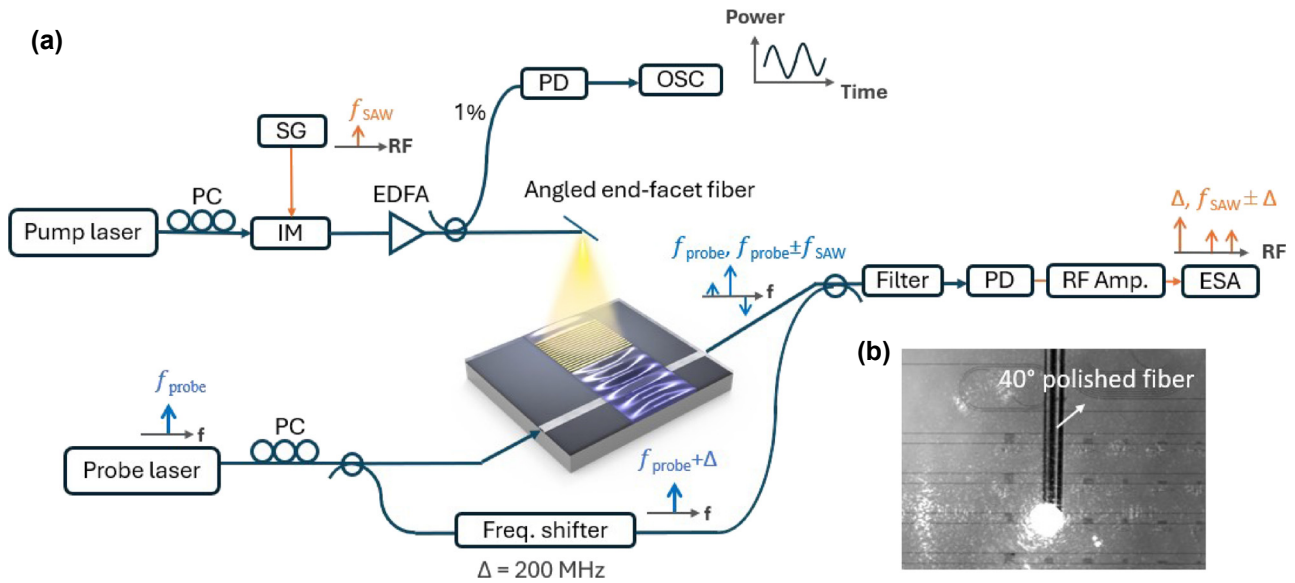 (a)
Power
Time
PD
OSC
1%
f_SAW
SG
RF
PC
EDFA
Angled end-facet fiber
Pump laser
IM
Δ, f_SAW ± Δ
RF
f_probe, f_probe±f_SAW
f
Filter
PD
RF Amp.
ESA
(b)
40° polished fiber
f_probe
f
PC
Probe laser
f_probe+Δ
f
Freq. shifter
Δ = 200 MHz